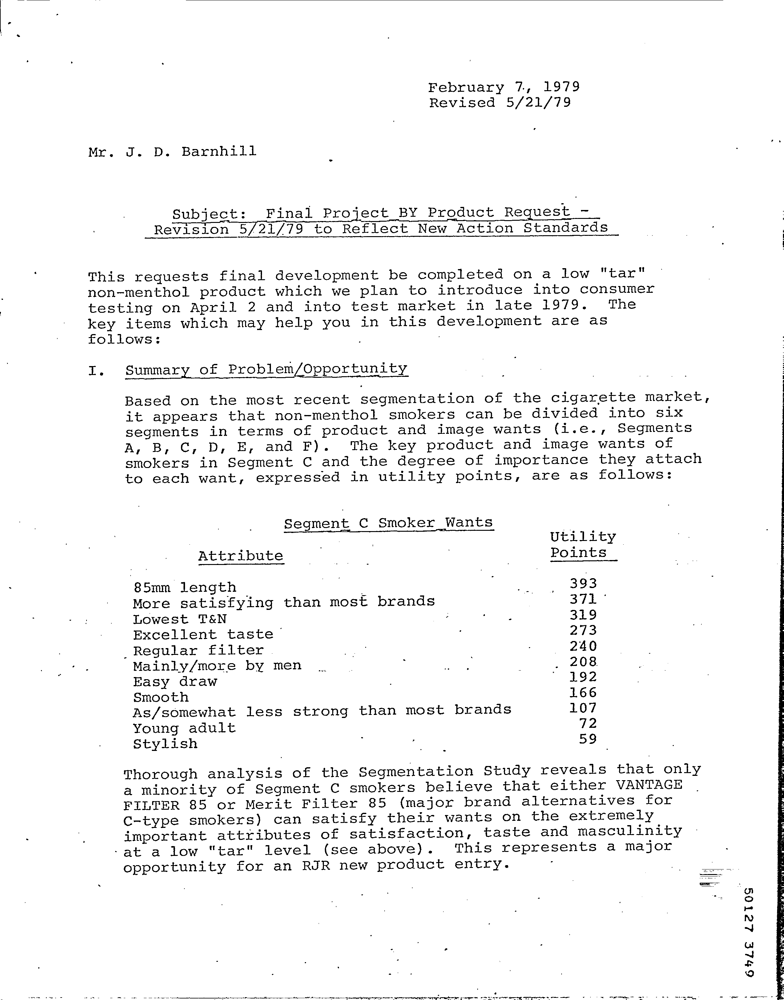 February 7, 1979
Revised 5/21/79
Mr. J. D. Barnhill
Subject: Final Project BY Product Request -
Revision 5/21/79 to Reflect New Action Standards
This requests final development be completed on a low "tar"
non-menthol product which we plan to introduce into consumer
testing on April 2 and into test market in late 1979. The
key items which may help you in this development are as
follows:
I. Summary of Problem/Opportunity
Based on the most recent segmentation of the cigarette market,
it appears that non-menthol smokers can be divided into six
segments in terms of product and image wants (i.e., Segments
A, B, C, D, E, and F). The key product and image wants of
smokers in Segment C and the degree of importance they attach
to each want, expressed in utility points, are as follows:
Segment C Smoker Wants
Utility
Attribute Points
85mm length 393
More satisfying than most brands 371
Lowest T&N 319
Excellent taste 273
Regular filter 240
Mainly/more by men 208
Easy draw 192
Smooth 166
As/somewhat less strong than most brands 107
Young adult 72
Stylish 59
Thorough analysis of the Segmentation Study reveals that only
a minority of Segment C smokers believe that either VANTAGE
FILTER 85 or Merit Filter 85 (major brand alternatives for
C-type smokers) can satisfy their wants on the extremely
important attributes of satisfaction, taste and masculinity
at a low "tar" level (see above). This represents a major
opportunity for an RJR new product entry.
50127 3749